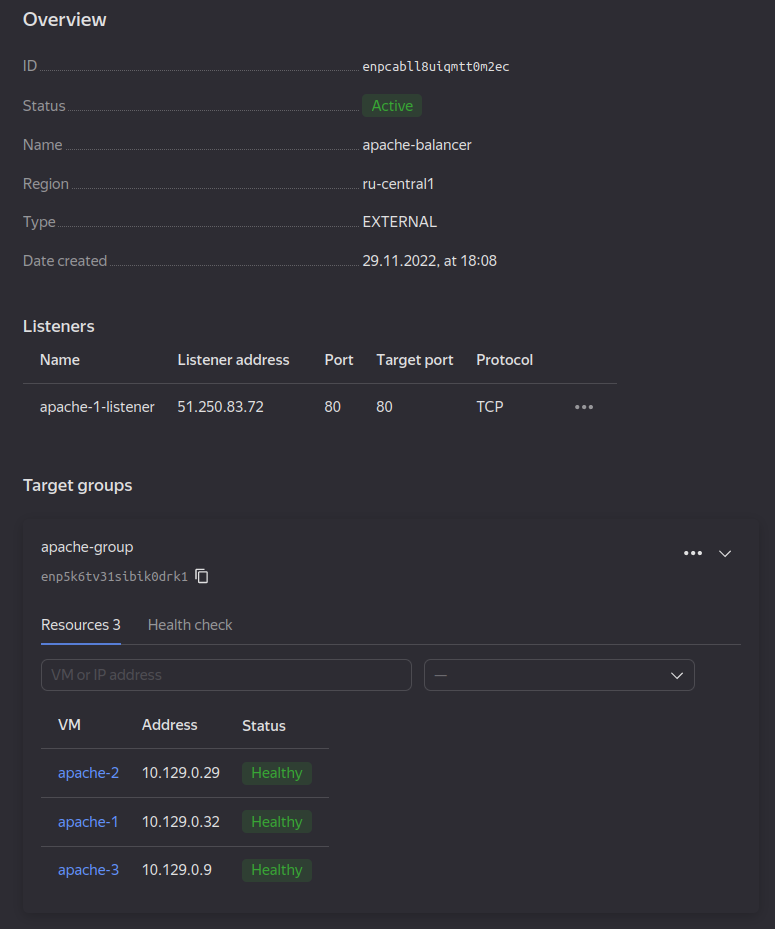 Overview
ID enpcabll8uiqmtt0m2ec
Status Active
Name apache-balancer
Region ru-central1
Type EXTERNAL
Date created 29.11.2022, at 18:08
Listeners
Name Listener address Port Target port Protocol
apache-1-listener 51.250.83.72 80 80 TCP
Target groups
apache-group
enp5k6tv31sibik0drk1
Resources 3 Health check
VM or IP address —
VM Address Status
apache-2 10.129.0.29 Healthy
apache-1 10.129.0.32 Healthy
apache-3 10.129.0.9 Healthy